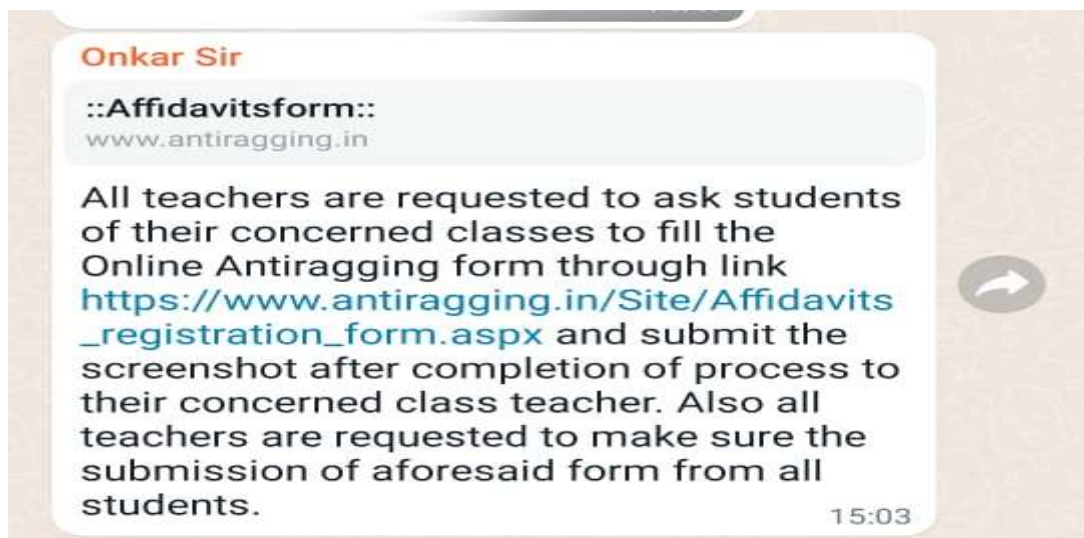 Onkar Sir
::Affidavitsform::
www.antiragging.in
All teachers are requested to ask students
of their concerned classes to fill the
Online Antiragging form through link
https://www.antiragging.in/Site/Affidavits
_registration_form.aspx and submit the
screenshot after completion of process to
their concerned class teacher. Also all
teachers are requested to make sure the
submission of aforesaid form from all
students.
15:03